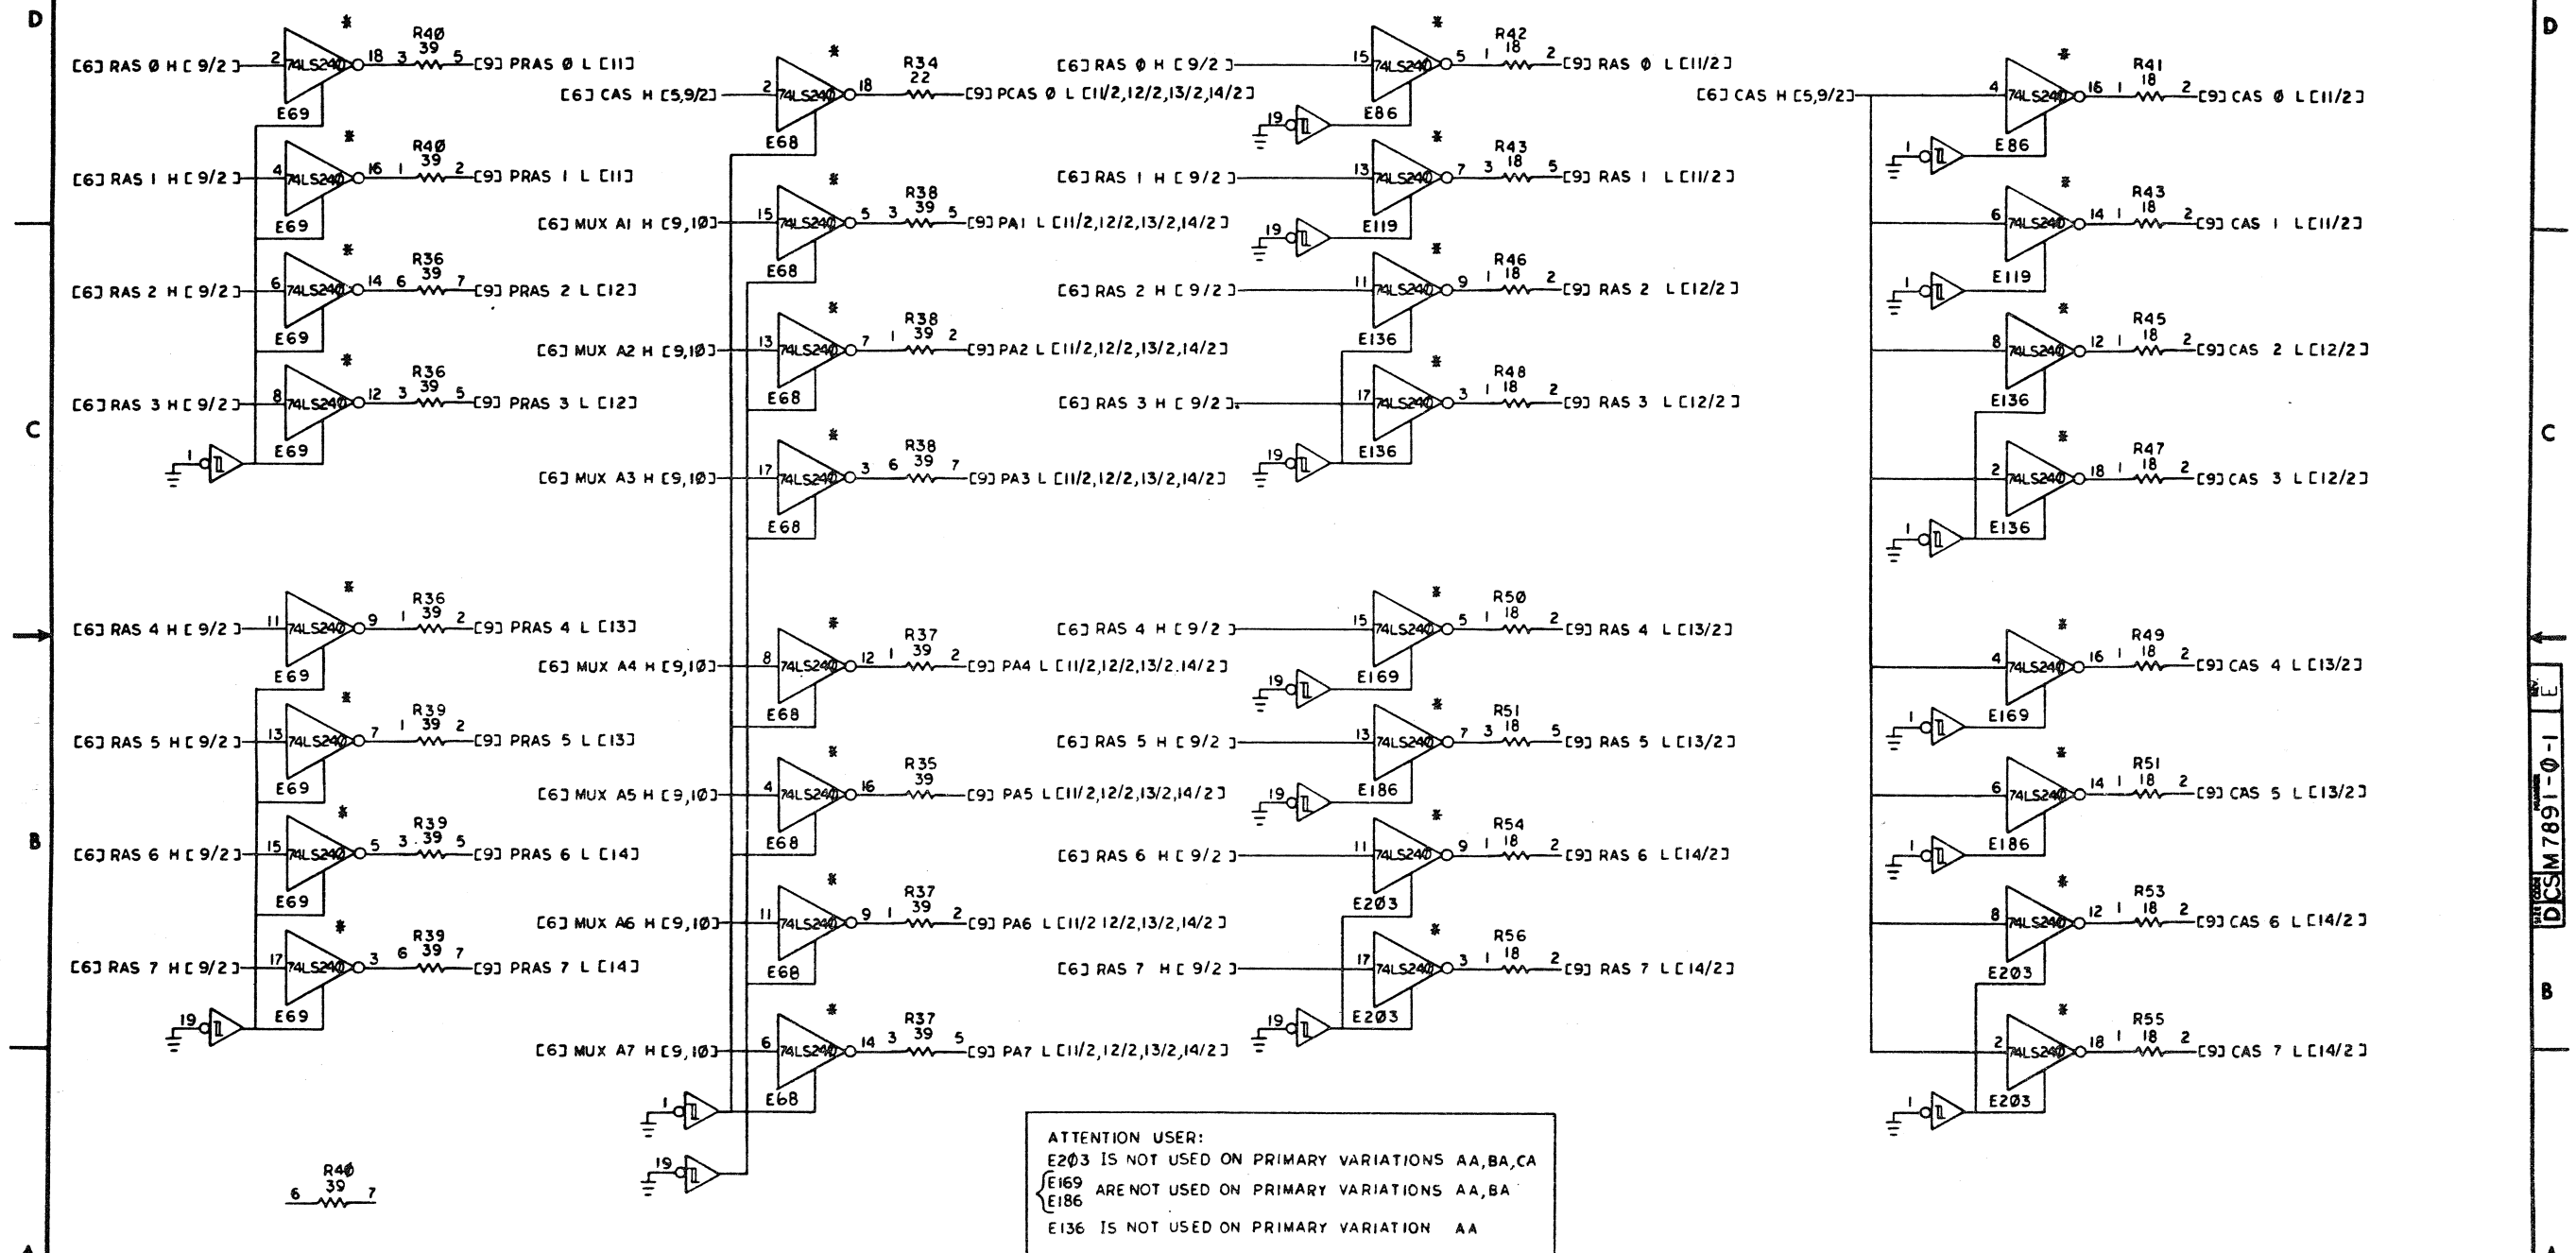 D
D
*
R40
39
[6] RAS Ø H [ 9/2 ] 2 74LS240 18 3 5 [9] PRAS Ø L [11]
E69
*
R40
39
[6] RAS 1 H [ 9/2 ] 4 74LS240 16 1 2 [9] PRAS 1 L [11]
E69
*
R36
39
[6] RAS 2 H [ 9/2 ] 6 74LS240 14 6 7 [9] PRAS 2 L [12]
E69
*
R36
39
[6] RAS 3 H [ 9/2 ] 8 74LS240 12 3 5 [9] PRAS 3 L [12]
1 E69
*
R36
39
[6] RAS 4 H [ 9/2 ] 11 74LS240 9 1 2 [9] PRAS 4 L [13]
E69
*
R39
39
[6] RAS 5 H [ 9/2 ] 13 74LS240 7 1 2 [9] PRAS 5 L [13]
E69
*
R39
39
[6] RAS 6 H [ 9/2 ] 15 74LS240 5 3 5 [9] PRAS 6 L [14]
E69
*
R39
39
[6] RAS 7 H [ 9/2 ] 17 74LS240 3 6 7 [9] PRAS 7 L [14]
19 E69
R4Ø
39
6 7
*
R34
22
[6] CAS H [5,9/2] 2 74LS240 18 [9] PCAS Ø L [11/2,12/2,13/2,14/2]
E68
*
R38
39
[6] MUX A1 H [9,1Ø] 15 74LS240 5 3 5 [9] PA1 L [11/2,12/2,13/2,14/2]
E68
*
R38
39
[6] MUX A2 H [9,1Ø] 13 74LS240 7 1 2 [9] PA2 L [11/2,12/2,13/2,14/2]
E68
*
R38
39
[6] MUX A3 H [9,1Ø] 17 74LS240 3 6 7 [9] PA3 L [11/2,12/2,13/2,14/2]
E68
*
R37
39
[6] MUX A4 H [9,1Ø] 8 74LS240 12 1 2 [9] PA4 L [11/2,12/2,13/2.14/2]
E68
*
R35
39
[6] MUX A5 H [9,1Ø] 4 74LS240 16 [9] PA5 L [11/2,12/2,13/2,14/2]
E68
*
R37
39
[6] MUX A6 H [9,1Ø] 11 74LS240 9 1 2 [9] PA6 L [11/2 12/2,13/2,14/2]
E68
*
R37
39
[6] MUX A7 H [9,1Ø] 6 74LS240 14 3 5 [9] PA7 L [11/2,12/2,13/2,14/2]
1 E68
19
*
R42
18
[6] RAS Ø H [ 9/2 ] 15 74LS240 5 1 2 [9] RAS Ø L [11/2]
19 E86
*
R43
18
[6] RAS 1 H [ 9/2 ] 13 74LS240 7 3 5 [9] RAS 1 L [11/2]
19 E119
*
R46
18
[6] RAS 2 H [ 9/2 ] 11 74LS240 9 1 2 [9] RAS 2 L [12/2]
E136
*
R48
18
[6] RAS 3 H [ 9/2 ] 17 74LS240 3 1 2 [9] RAS 3 L [12/2]
19 E136
*
R50
18
[6] RAS 4 H [ 9/2 ] 15 74LS240 5 1 2 [9] RAS 4 L [13/2]
19 E169
*
R51
18
[6] RAS 5 H [ 9/2 ] 13 74LS240 7 3 5 [9] RAS 5 L [13/2]
19 E186
*
R54
18
[6] RAS 6 H [ 9/2 ] 11 74LS240 9 1 2 [9] RAS 6 L [14/2]
E2Ø3
*
R56
18
[6] RAS 7 H [ 9/2 ] 17 74LS240 3 1 2 [9] RAS 7 L [14/2]
19 E2Ø3
*
R41
18
[6] CAS H [5,9/2] 4 74LS240 16 1 2 [9] CAS Ø L [11/2]
1 E86
*
R43
18
6 74LS240 14 1 2 [9] CAS 1 L [11/2]
1 E119
*
R45
18
8 74LS240 12 1 2 [9] CAS 2 L [12/2]
E136
*
R47
18
2 74LS240 18 1 2 [9] CAS 3 L [12/2]
1 E136
*
R49
18
4 74LS240 16 1 2 [9] CAS 4 L [13/2]
1 E169
*
R51
18
6 74LS240 14 1 2 [9] CAS 5 L [13/2]
1 E186
*
R53
18
8 74LS240 12 1 2 [9] CAS 6 L [14/2]
E2Ø3
*
R55
18
2 74LS240 18 1 2 [9] CAS 7 L [14/2]
1 E2Ø3
ATTENTION USER:
E2Ø3 IS NOT USED ON PRIMARY VARIATIONS AA,BA,CA
E169
E186 ARE NOT USED ON PRIMARY VARIATIONS AA,BA
E136 IS NOT USED ON PRIMARY VARIATION AA
C
C
B
B
SIZE CODE NUMBER REV.
D CS M7891-Ø-1 E